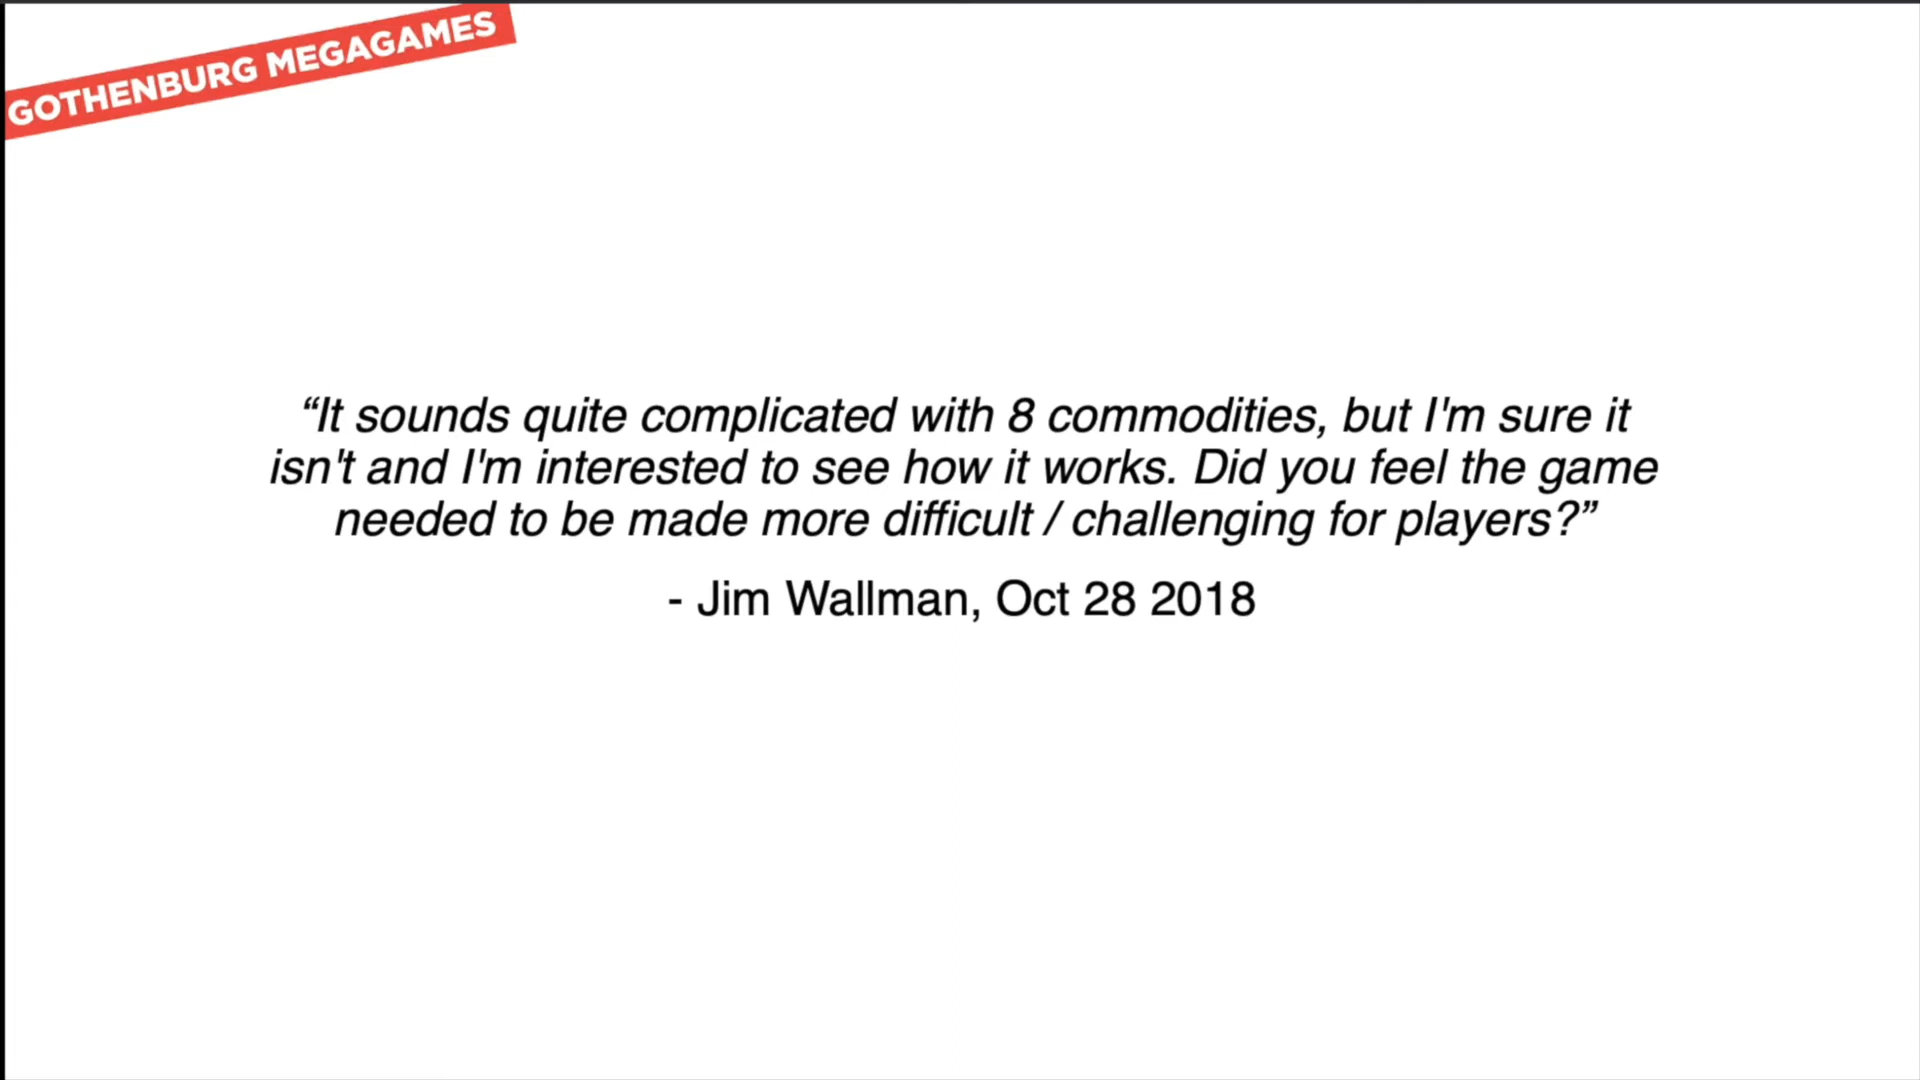 GOTHENBURG MEGAGAMES
“It sounds quite complicated with 8 commodities, but I'm sure it
isn't and I'm interested to see how it works. Did you feel the game
needed to be made more difficult / challenging for players?”
- Jim Wallman, Oct 28 2018